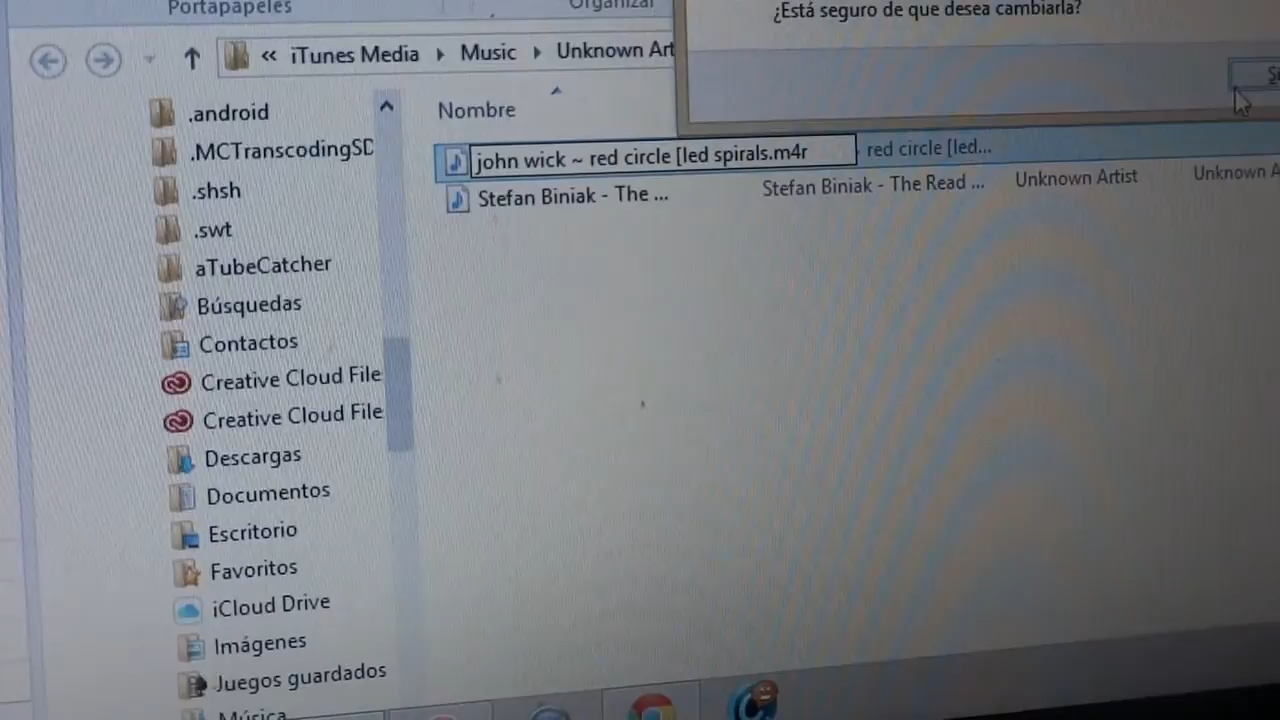 Portapapeles
Organizar
¿Está seguro de que desea cambiarla?
« iTunes Media ▸ Music ▸ Unknown Art
Nombre
john wick ~ red circle [led spirals.m4r
red circle [led...
Stefan Biniak - The ...
Stefan Biniak - The Read ...
Unknown Artist
Unknown A
.android
.MCTranscodingSD
.shsh
.swt
aTubeCatcher
Búsquedas
Contactos
Creative Cloud File
Creative Cloud File
Descargas
Documentos
Escritorio
Favoritos
iCloud Drive
Imágenes
Juegos guardados
Música